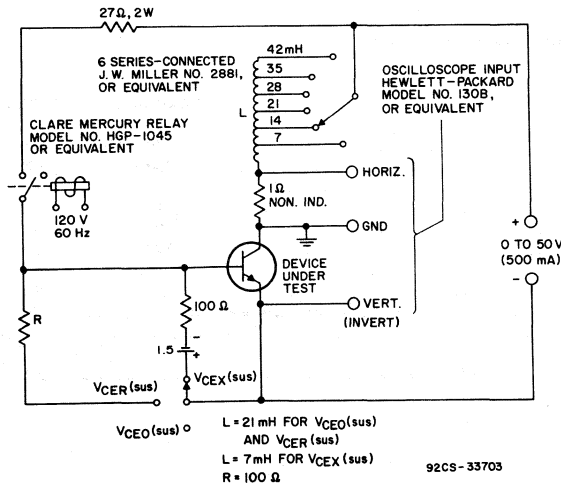 27Ω, 2W
6 SERIES-CONNECTED
J. W. MILLER NO. 2881,
OR EQUIVALENT
42mH
35
28
21
14
7
L
OSCILLOSCOPE INPUT
HEWLETT-PACKARD
MODEL NO. 130B,
OR EQUIVALENT
CLARE MERCURY RELAY
MODEL NO. HGP-1045
OR EQUIVALENT
120 V
60 Hz
1Ω
NON. IND.
HORIZ.
GND
+
0 TO 50V
(500 mA)
-
DEVICE
UNDER
TEST
VERT.
(INVERT)
R
100 Ω
-
1.5
+
VCER(sus)
VCEX(sus)
VCEO(sus)
L = 21 mH FOR VCEO(sus)
AND VCER(sus)
L = 7mH FOR VCEX(sus)
R = 100 Ω
92CS-33703